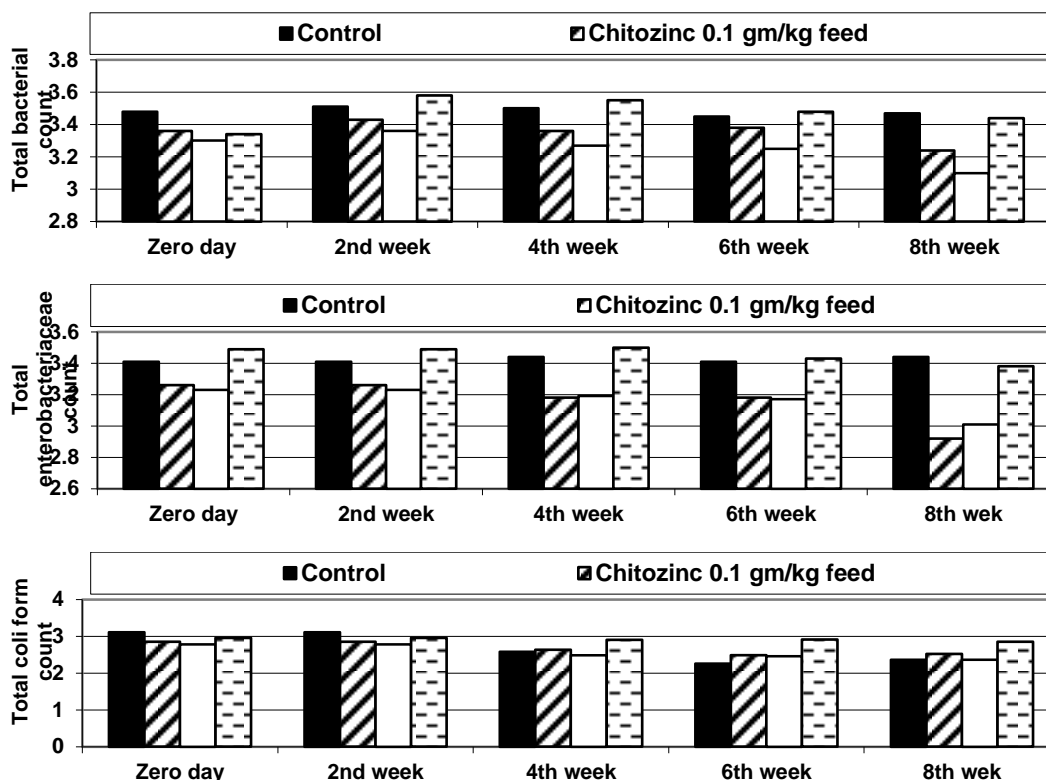 Control Chitozinc 0.1 gm/kg feed
Total bacterial
count
3.8
3.6
3.4
3.2
3
2.8
Zero day 2nd week 4th week 6th week 8th week
Control Chitozinc 0.1 gm/kg feed
Total
enterobacteriaceae
count
3.6
3.4
3.2
3
2.8
2.6
Zero day 2nd week 4th week 6th week 8th wek
Control Chitozinc 0.1 gm/kg feed
Total coli form
count
4
3
2
1
0
Zero day 2nd week 4th week 6th week 8th week